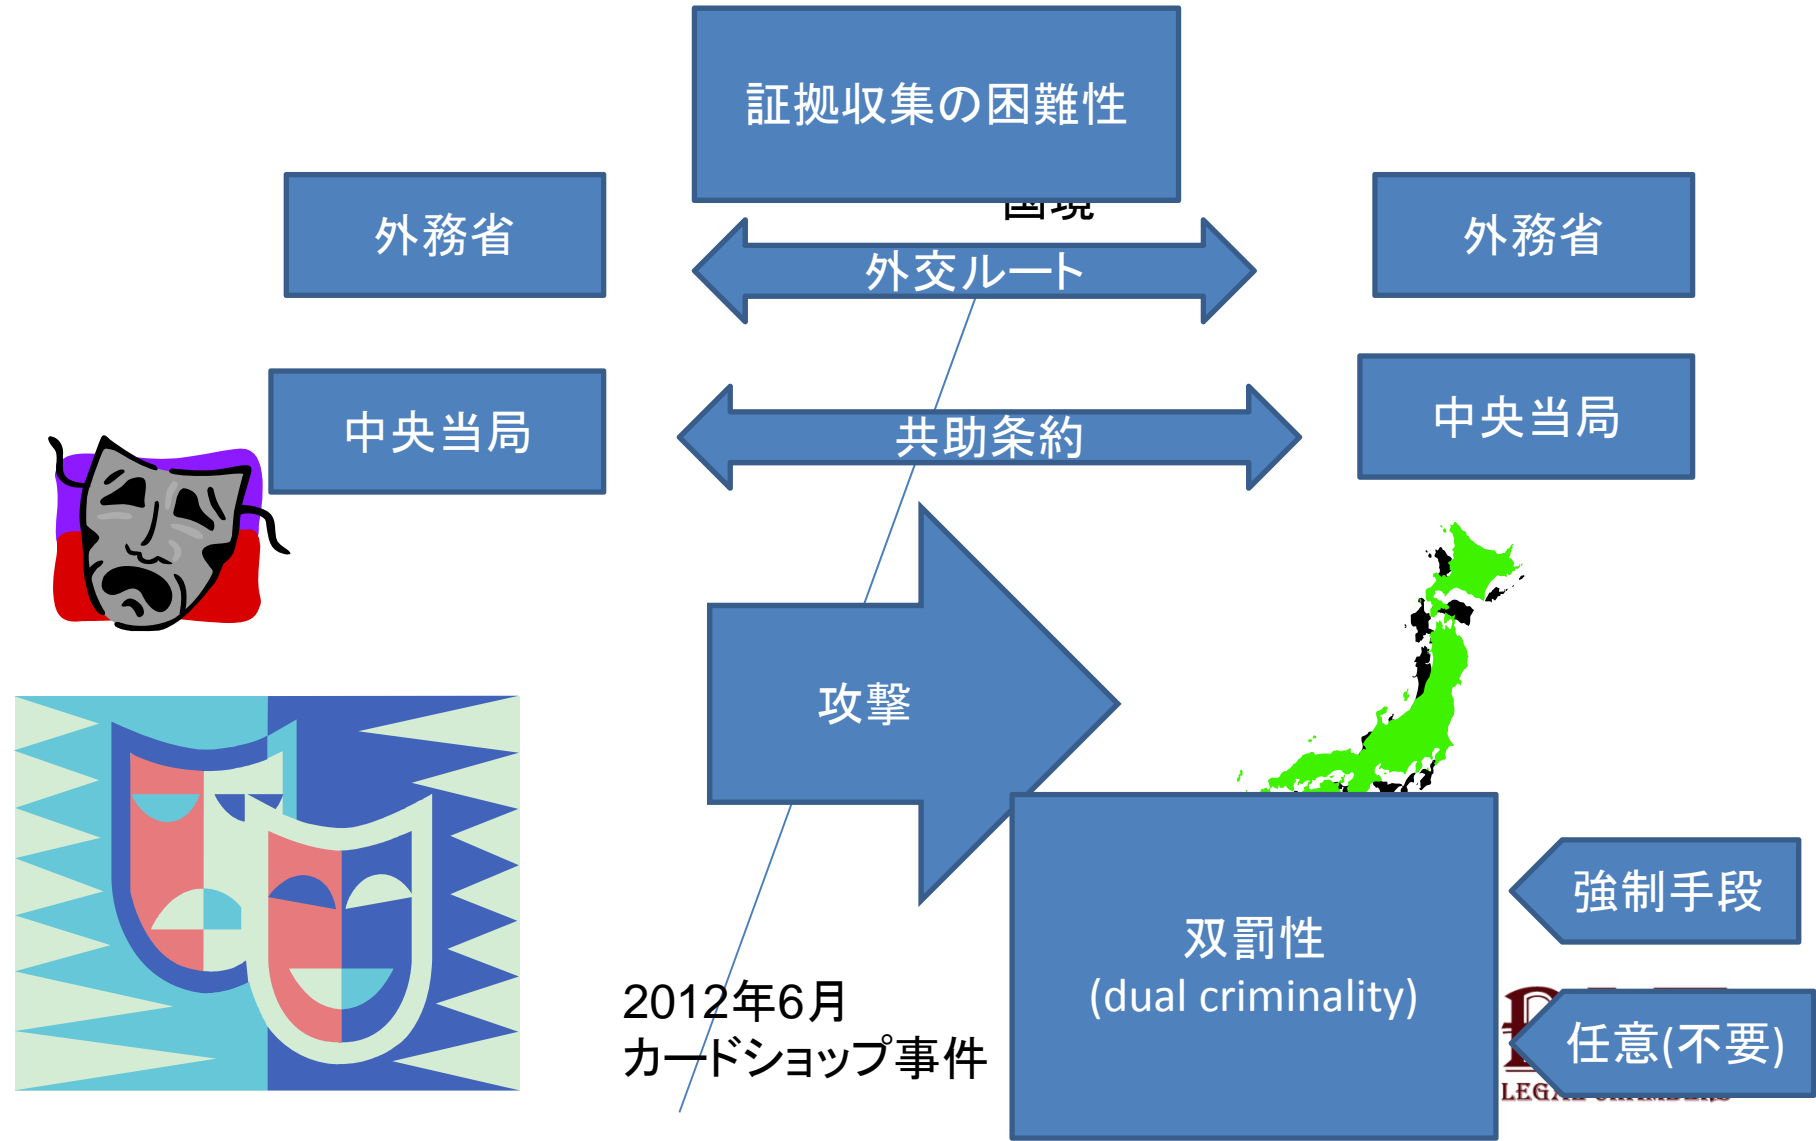 証拠収集の困難性
国境
外務省
外交ルート
外務省
中央当局
共助条約
中央当局
攻撃
双罰性
(dual criminality)
強制手段
任意(不要)
2012年6月
カードショップ事件